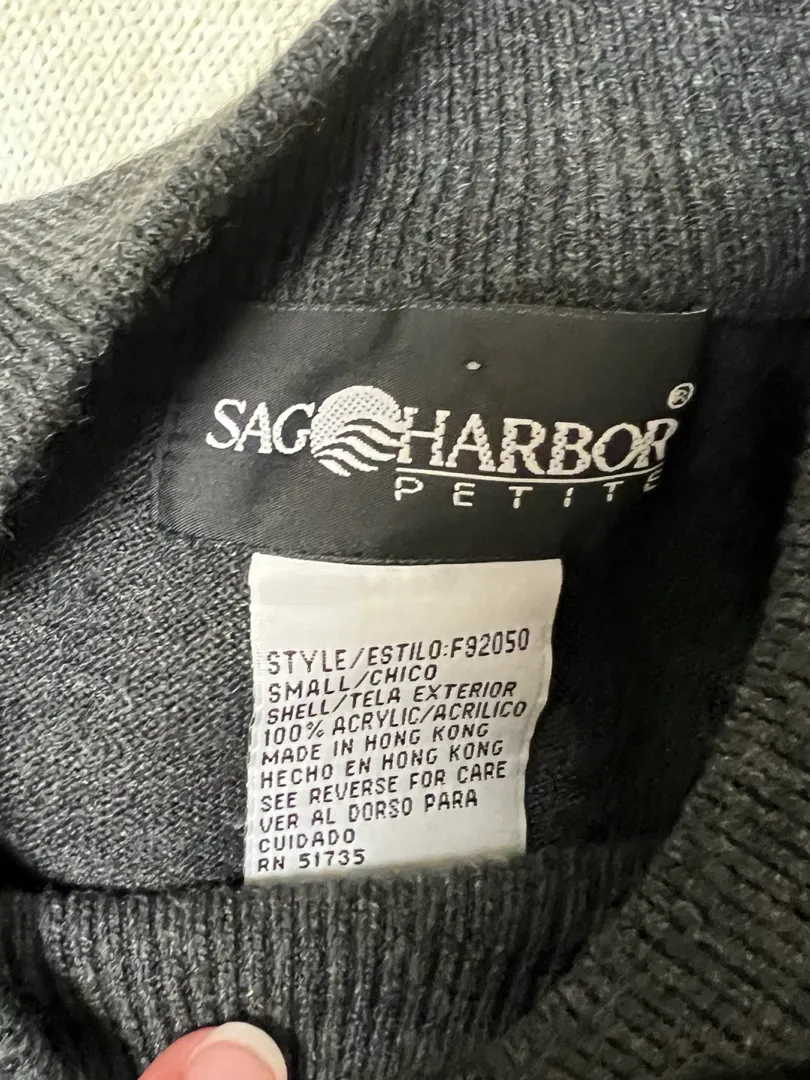 SAG HARBOR®
PETITE
STYLE/ESTILO:F92050
SMALL/CHICO
SHELL/TELA EXTERIOR
100% ACRYLIC/ACRILICO
MADE IN HONG KONG
HECHO EN HONG KONG
SEE REVERSE FOR CARE
VER AL DORSO PARA
CUIDADO
RN 51735